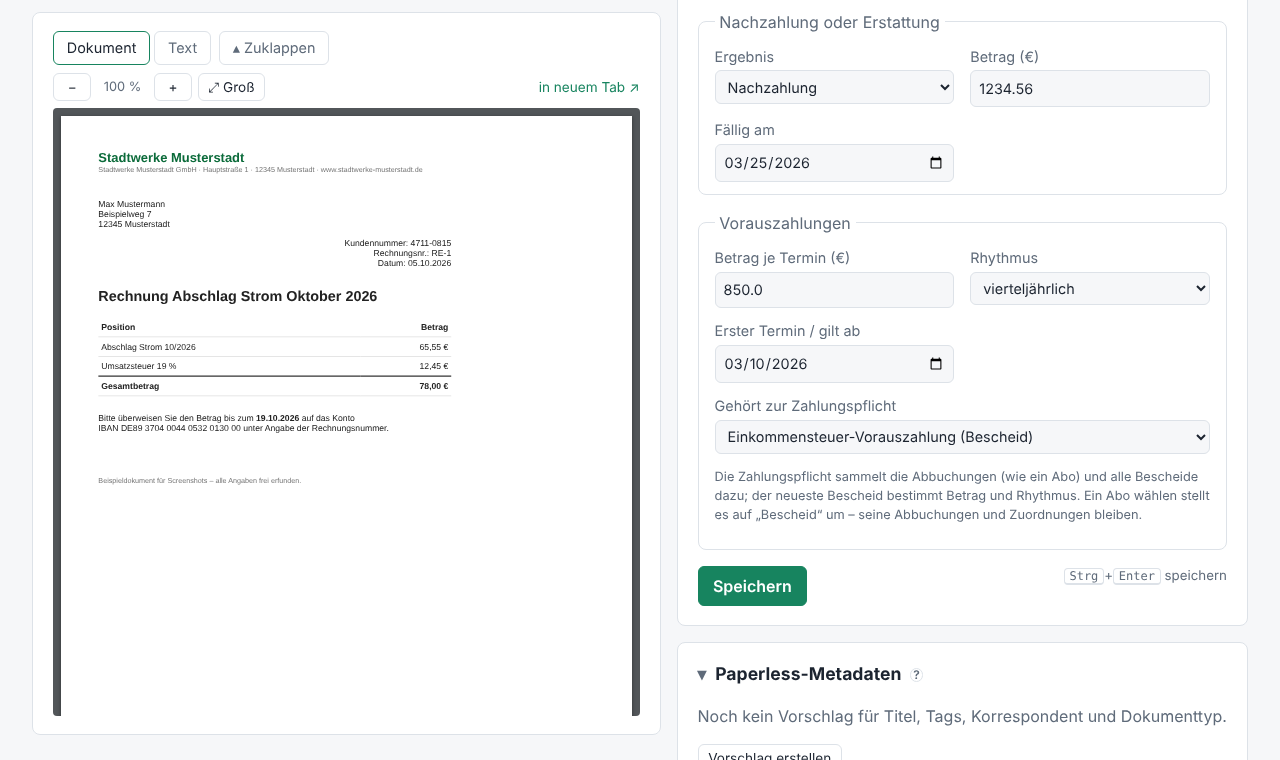 Dokument
Text
▴ Zuklappen
−
100 %
+
⤢ Groß
in neuem Tab ↗
Stadtwerke Musterstadt
Stadtwerke Musterstadt GmbH · Hauptstraße 1 · 12345 Musterstadt · www.stadtwerke-musterstadt.de
Max Mustermann
Beispielweg 7
12345 Musterstadt
Kundennummer: 4711-0815
Rechnungsnr.: RE-1
Datum: 05.10.2026
Rechnung Abschlag Strom Oktober 2026
Position Betrag
Abschlag Strom 10/2026 65,55 €
Umsatzsteuer 19 % 12,45 €
Gesamtbetrag 78,00 €
Bitte überweisen Sie den Betrag bis zum 19.10.2026 auf das Konto
IBAN DE89 3704 0044 0532 0130 00 unter Angabe der Rechnungsnummer.
Beispieldokument für Screenshots – alle Angaben frei erfunden.
Nachzahlung oder Erstattung
Ergebnis
Nachzahlung
Betrag (€)
1234.56
Fällig am
03/25/2026
Vorauszahlungen
Betrag je Termin (€)
850.0
Rhythmus
vierteljährlich
Erster Termin / gilt ab
03/10/2026
Gehört zur Zahlungspflicht
Einkommensteuer-Vorauszahlung (Bescheid)
Die Zahlungspflicht sammelt die Abbuchungen (wie ein Abo) und alle Bescheide
dazu; der neueste Bescheid bestimmt Betrag und Rhythmus. Ein Abo wählen stellt
es auf „Bescheid“ um – seine Abbuchungen und Zuordnungen bleiben.
Speichern
Strg+Enter speichern
▼ Paperless-Metadaten ?
Noch kein Vorschlag für Titel, Tags, Korrespondent und Dokumenttyp.
Vorschlag erstellen